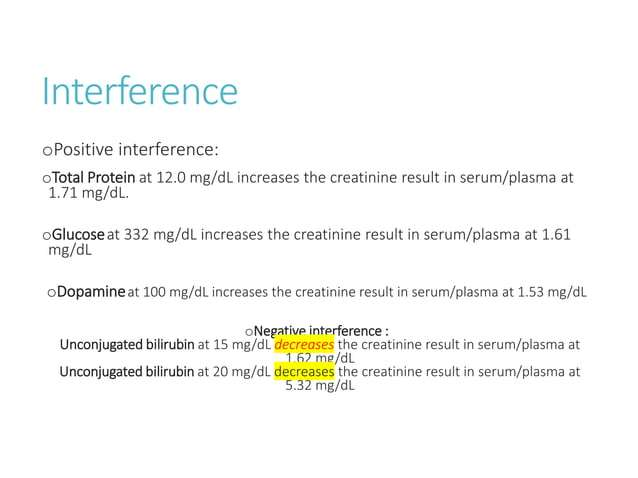 Interference
oPositive interference:
oTotal Protein at 12.0 mg/dL increases the creatinine result in serum/plasma at
1.71 mg/dL.
oGlucose at 332 mg/dL increases the creatinine result in serum/plasma at 1.61
mg/dL
oDopamine at 100 mg/dL increases the creatinine result in serum/plasma at 1.53 mg/dL
oNegative interference :
Unconjugated bilirubin at 15 mg/dL decreases the creatinine result in serum/plasma at
1.62 mg/dL
Unconjugated bilirubin at 20 mg/dL decreases the creatinine result in serum/plasma at
5.32 mg/dL